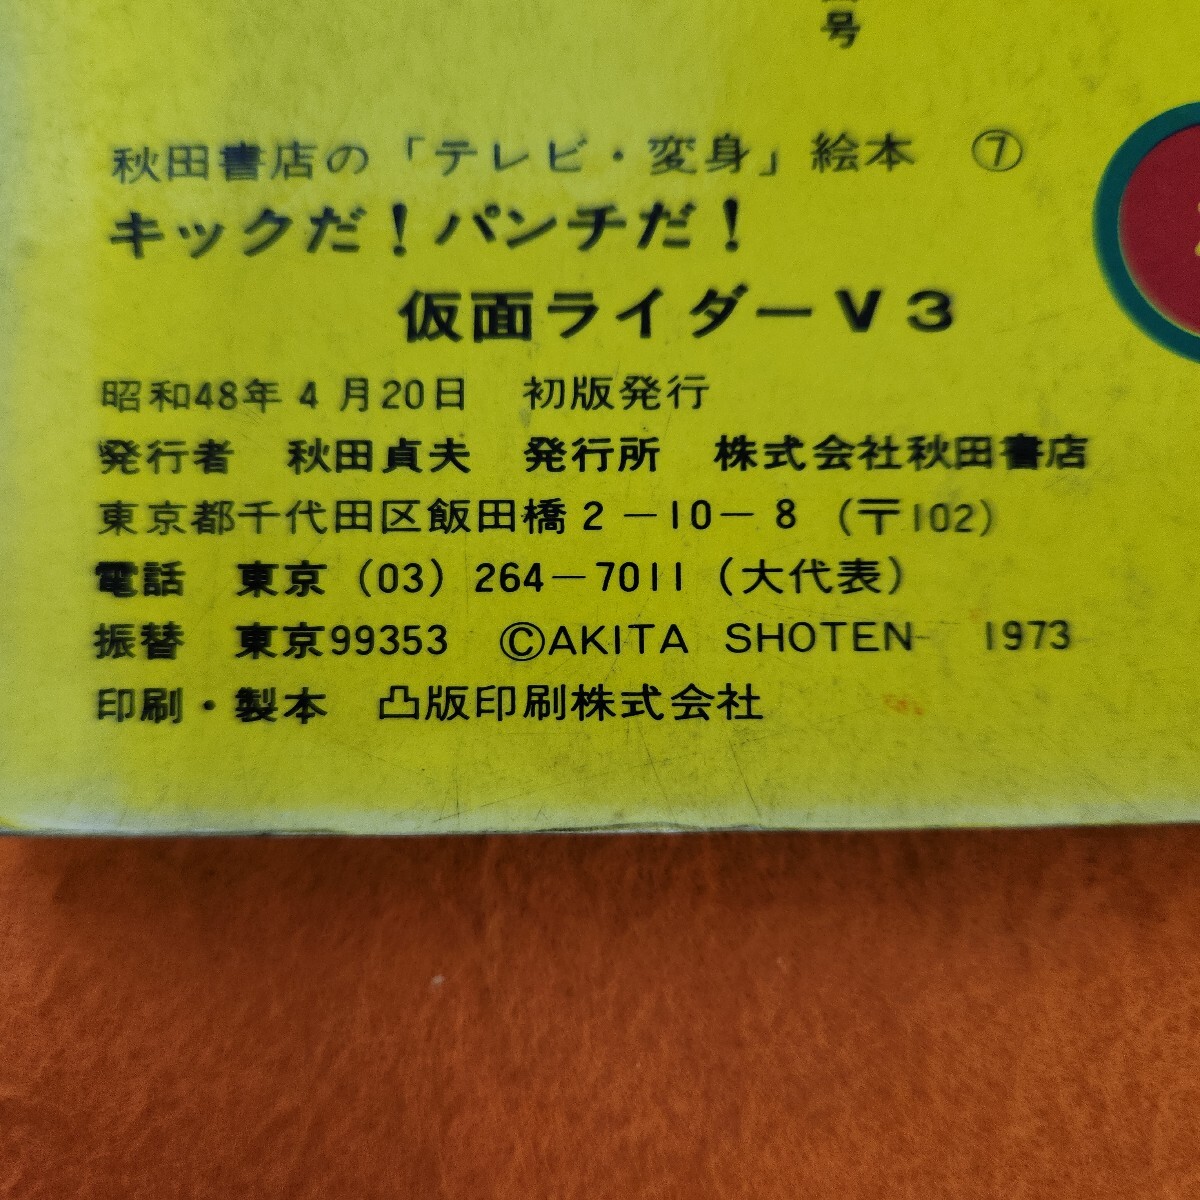 号
秋田書店の「テレビ・変身」絵本 ⑦
キックだ！パンチだ！
仮面ライダーV3
昭和48年4月20日 初版発行
発行者 秋田貞夫 発行所 株式会社秋田書店
東京都千代田区飯田橋2-10-8 (〒102)
電話 東京 (03) 264-7011 (大代表)
振替 東京99353 ©AKITA SHOTEN 1973
印刷・製本 凸版印刷株式会社